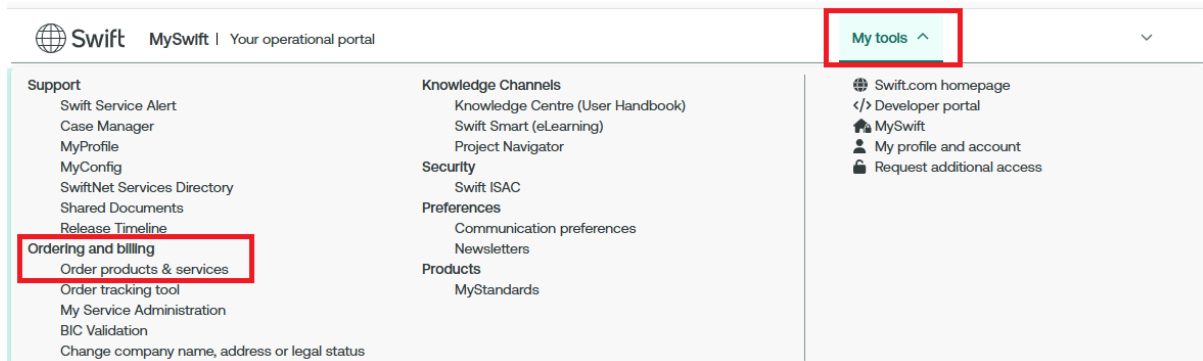 Swift MySwift | Your operational portal My tools
Support
Swift Service Alert
Case Manager
MyProfile
MyConfig
SwiftNet Services Directory
Shared Documents
Release Timeline
Ordering and billing
Order products & services
Order tracking tool
My Service Administration
BIC Validation
Change company name, address or legal status
Knowledge Channels
Knowledge Centre (User Handbook)
Swift Smart (eLearning)
Project Navigator
Security
Swift ISAC
Preferences
Communication preferences
Newsletters
Products
MyStandards
Swift.com homepage
</> Developer portal
MySwift
My profile and account
Request additional access